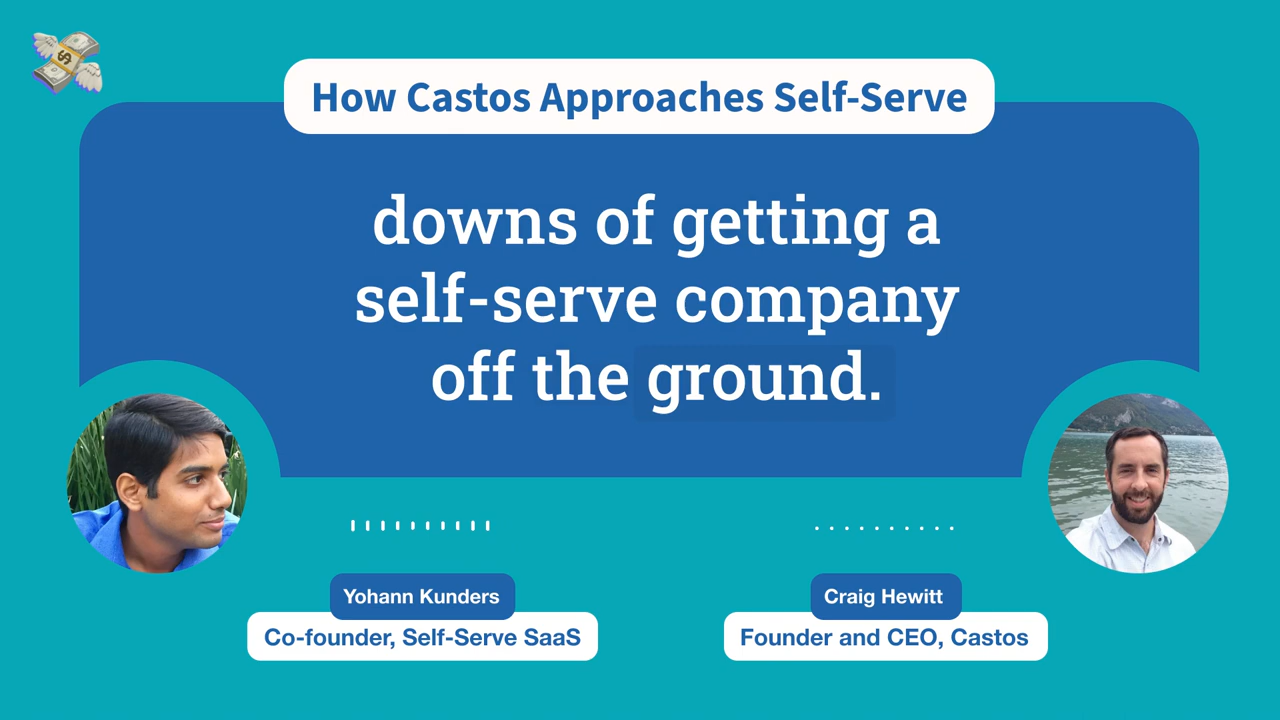 How Castos Approaches Self-Serve
downs of getting a
self-serve company
off the ground.
Yohann Kunders
Co-founder, Self-Serve SaaS
Craig Hewitt
Founder and CEO, Castos